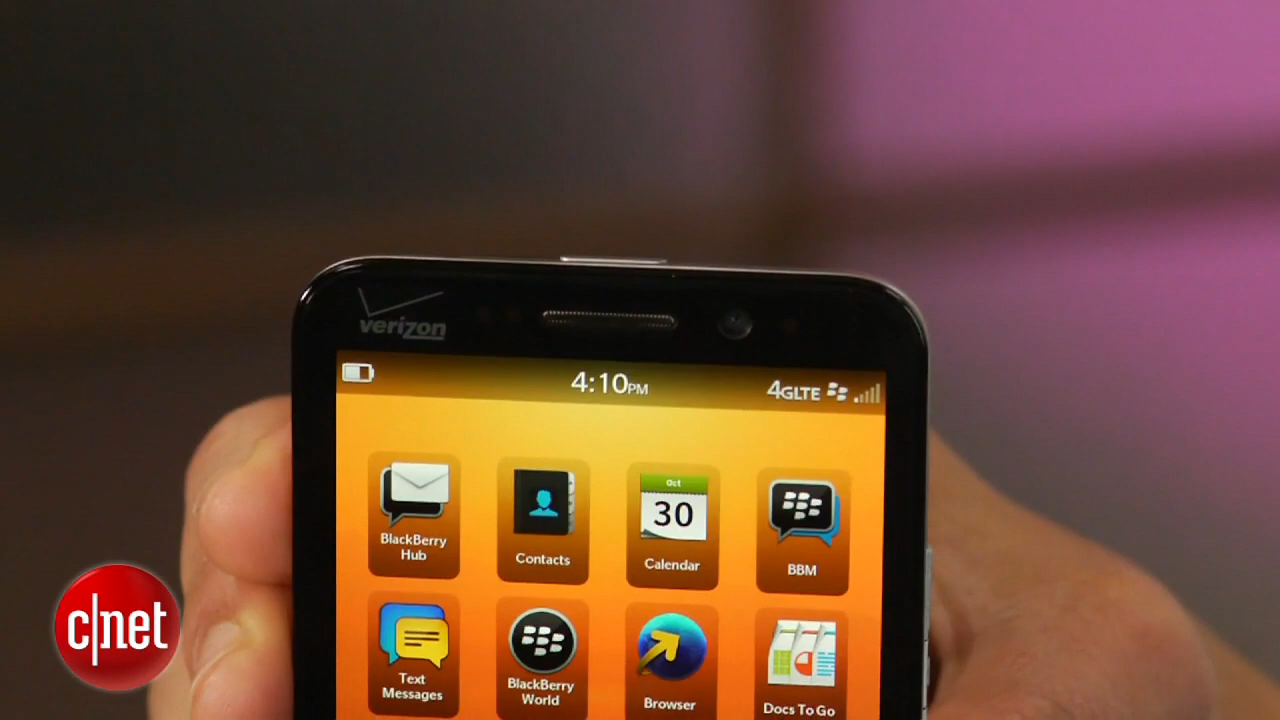 verizon
4:10PM
4GLTE
Oct
30
BlackBerry
Hub
Contacts
Calendar
BBM
Text
Messages
BlackBerry
World
Browser
Docs To Go
c|net